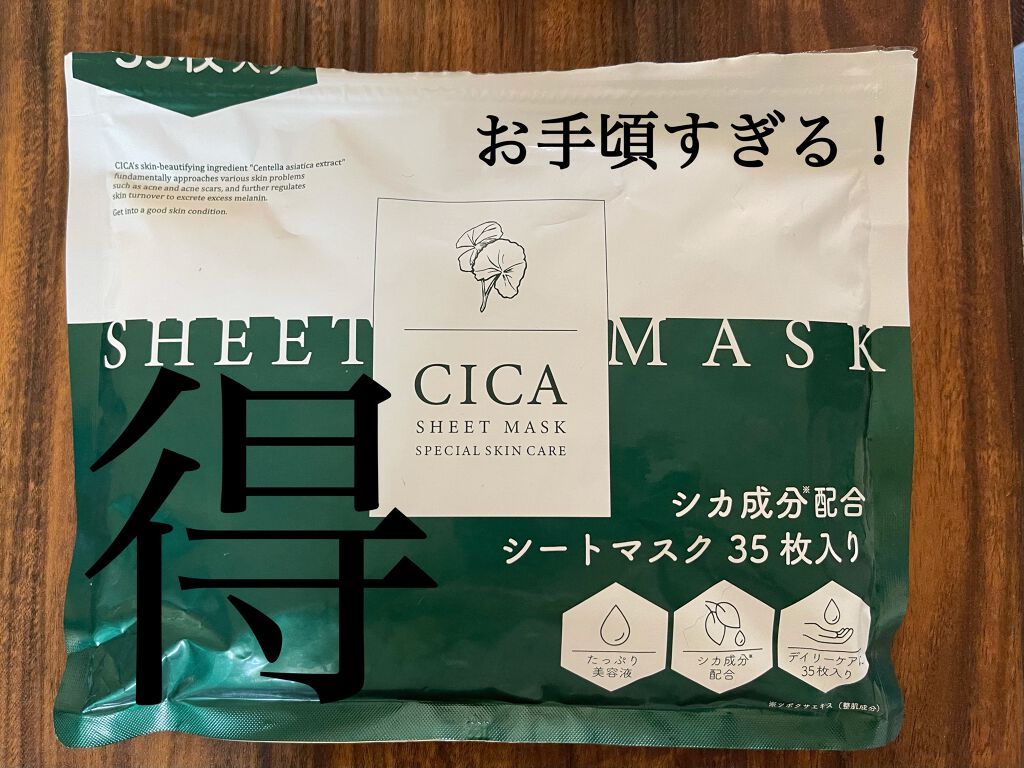 35枚入り
お手頃すぎる！
CICA's skin-beautifying ingredient "Centella asiatica extract"
fundamentally approaches various skin problems
such as acne and acne scars, and further regulates
skin turnover to excrete excess melanin.
Get into a good skin condition.
SHEET MASK
CICA
SHEET MASK
SPECIAL SKIN CARE
得
シカ成分※配合
シートマスク 35枚入り
たっぷり
美容液
シカ成分※
配合
デイリーケアに
35枚入り
※ツボクサエキス（整肌成分）